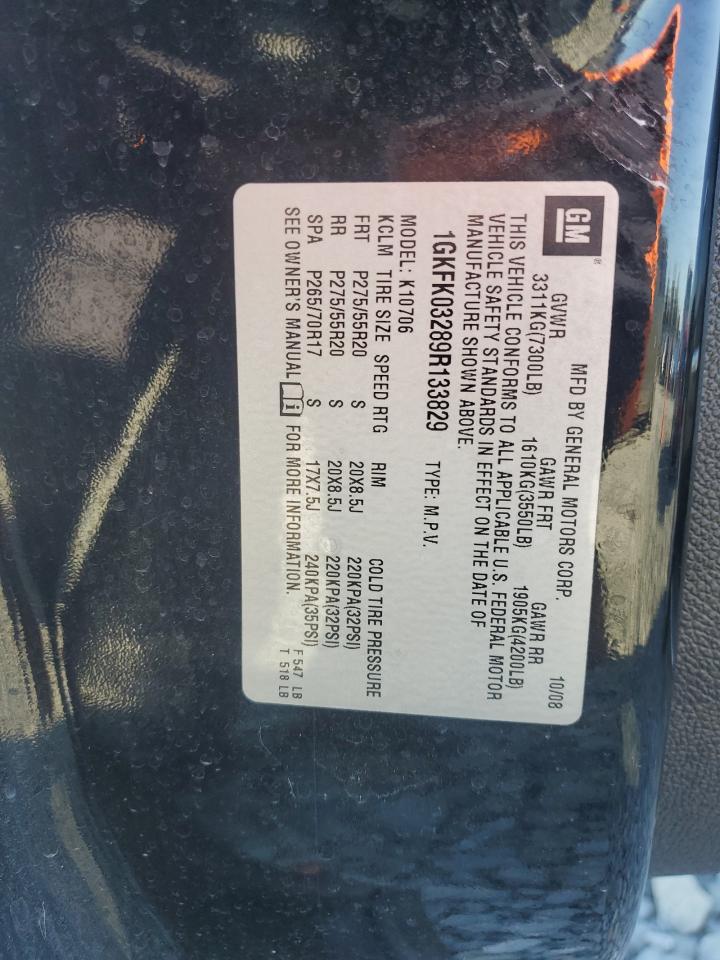 GM®
MFD BY GENERAL MOTORS CORP. 10/08
GVWR GAWR FRT GAWR RR
3311KG(7300LB) 1610KG(3550LB) 1905KG(4200LB)
THIS VEHICLE CONFORMS TO ALL APPLICABLE U.S. FEDERAL MOTOR
VEHICLE SAFETY STANDARDS IN EFFECT ON THE DATE OF
MANUFACTURE SHOWN ABOVE.
1GKFK03289R133829 TYPE: M.P.V.
MODEL: K10706
KCLM TIRE SIZE SPEED RTG RIM COLD TIRE PRESSURE
FRT P275/55R20 S 20X8.5J 220KPA(32PSI)
RR P275/55R20 S 20X8.5J 220KPA(32PSI)
SPA P265/70R17 S 17X7.5J 240KPA(35PSI)
SEE OWNER'S MANUAL i FOR MORE INFORMATION.
F 547 LB
T 518 LB